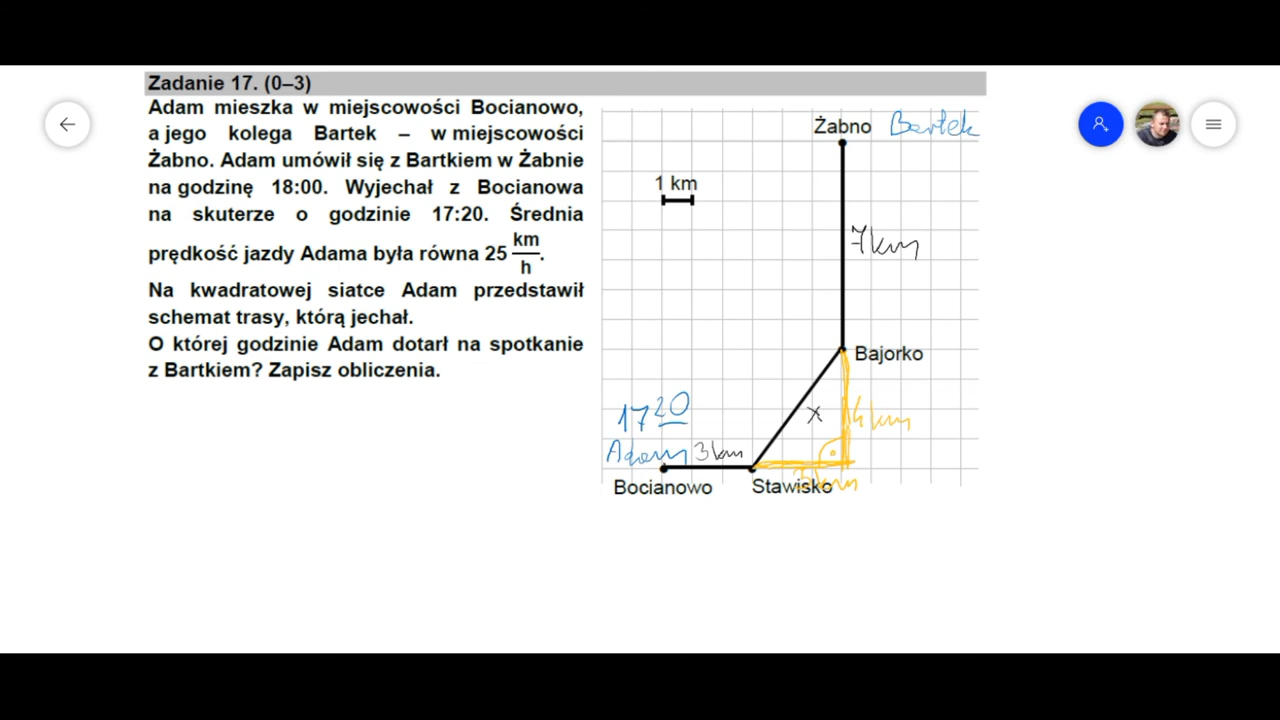 Zadanie 17. (0–3)
Adam mieszka w miejscowości Bocianowo,
a jego kolega Bartek – w miejscowości
Żabno. Adam umówił się z Bartkiem w Żabnie
na godzinę 18:00. Wyjechał z Bocianowa
na skuterze o godzinie 17:20. Średnia
prędkość jazdy Adama była równa 25 km/h.
Na kwadratowej siatce Adam przedstawił
schemat trasy, którą jechał.
O której godzinie Adam dotarł na spotkanie
z Bartkiem? Zapisz obliczenia.
Żabno Bartek
1 km
7km
Bajorko
x 4km
17 20
Adam 3km
3km
Bocianowo Stawisko